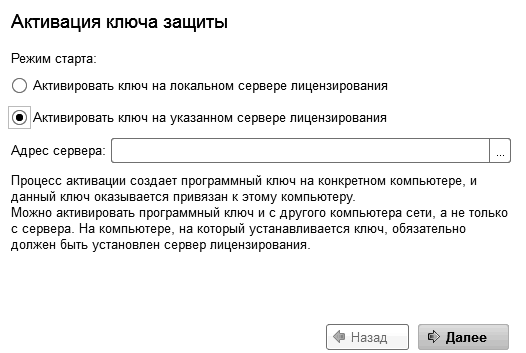 Активация ключа защиты
Режим старта:
Активировать ключ на локальном сервере лицензирования
Активировать ключ на указанном сервере лицензирования
Адрес сервера: ...
Процесс активации создает программный ключ на конкретном компьютере, и
данный ключ оказывается привязан к этому компьютеру.
Можно активировать программный ключ и с другого компьютера сети, а не только
с сервера. На компьютере, на который устанавливается ключ, обязательно
должен быть установлен сервер лицензирования.
Назад Далее